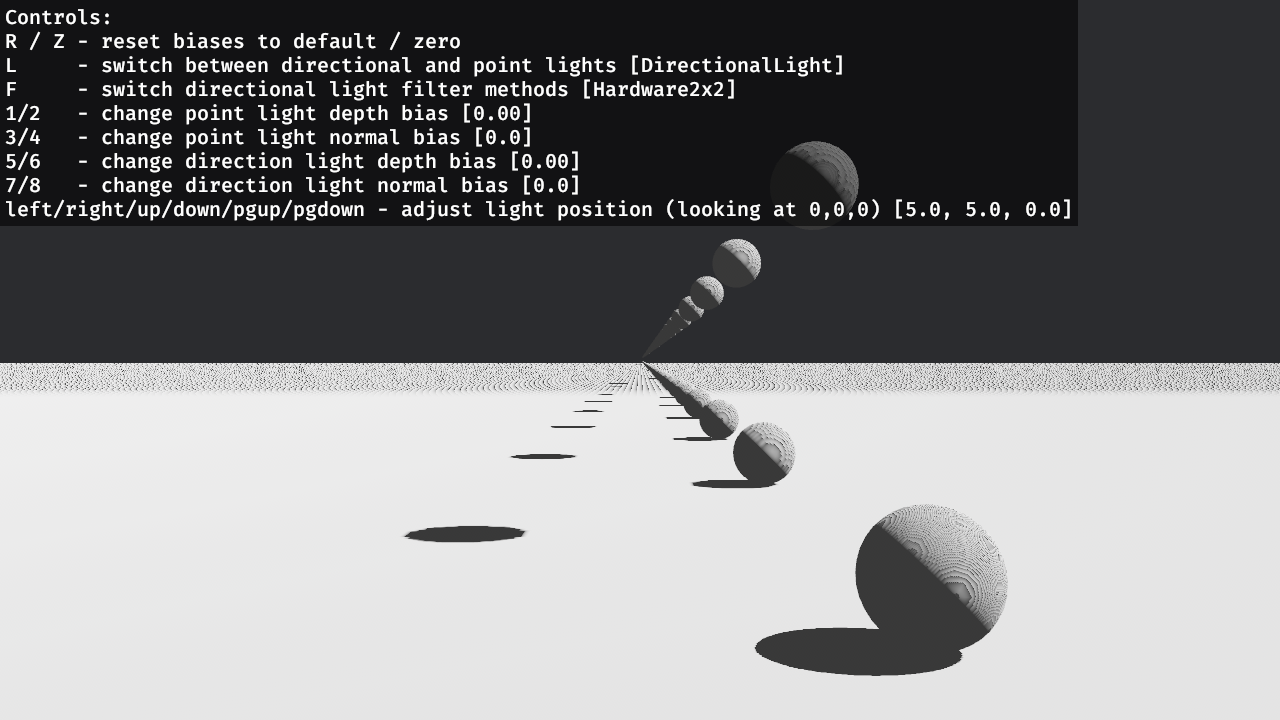 Controls:
R / Z - reset biases to default / zero
L     - switch between directional and point lights [DirectionalLight]
F     - switch directional light filter methods [Hardware2x2]
1/2   - change point light depth bias [0.00]
3/4   - change point light normal bias [0.0]
5/6   - change direction light depth bias [0.00]
7/8   - change direction light normal bias [0.0]
left/right/up/down/pgup/pgdown - adjust light position (looking at 0,0,0) [5.0, 5.0, 0.0]